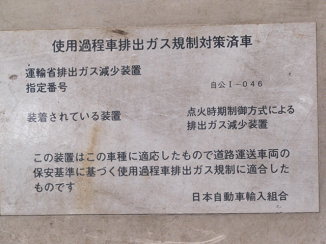 使用過程車排出ガス規制対策済車
運輸省排出ガス減少装置
指定番号 自公Ⅰ-046
装着されている装置 点火時期制御方式による
排出ガス減少装置
この装置はこの車種に適応したもので道路運送車両の
保安基準に基づく使用過程車排出ガス規制に適合した
ものです
日本自動車輸入組合